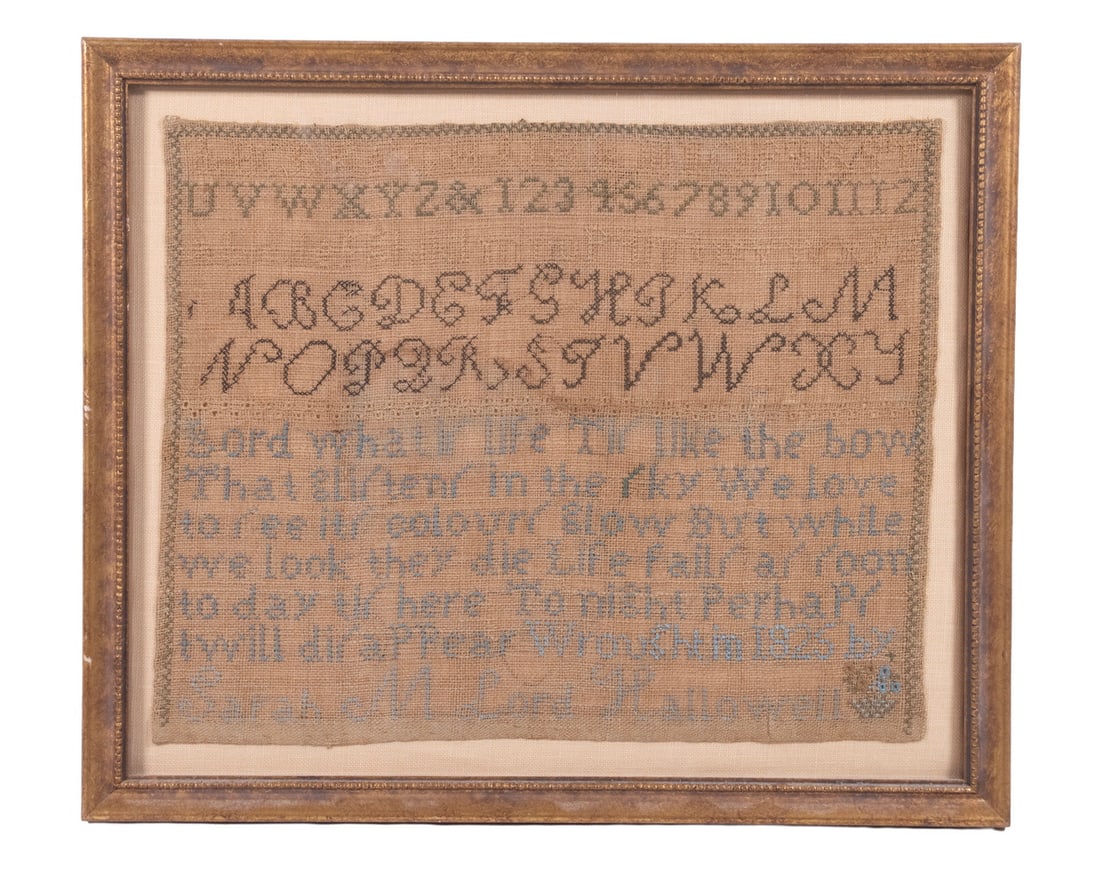 UVWXYZ& 123456789101112
ABCDEFGHIKLM
NOPQRSTVWXY
Lord what iſ life Tiſ like the bow
That Gliſtenſ in the ſky We love
to ſee itſ colourſ Glow But while
we look they die Life failſ aſ ſoon
to day tiſ here To night PerhaPſ
twill diſaPPear Wrought in 1825 by
Sarah M Lord Hallowell